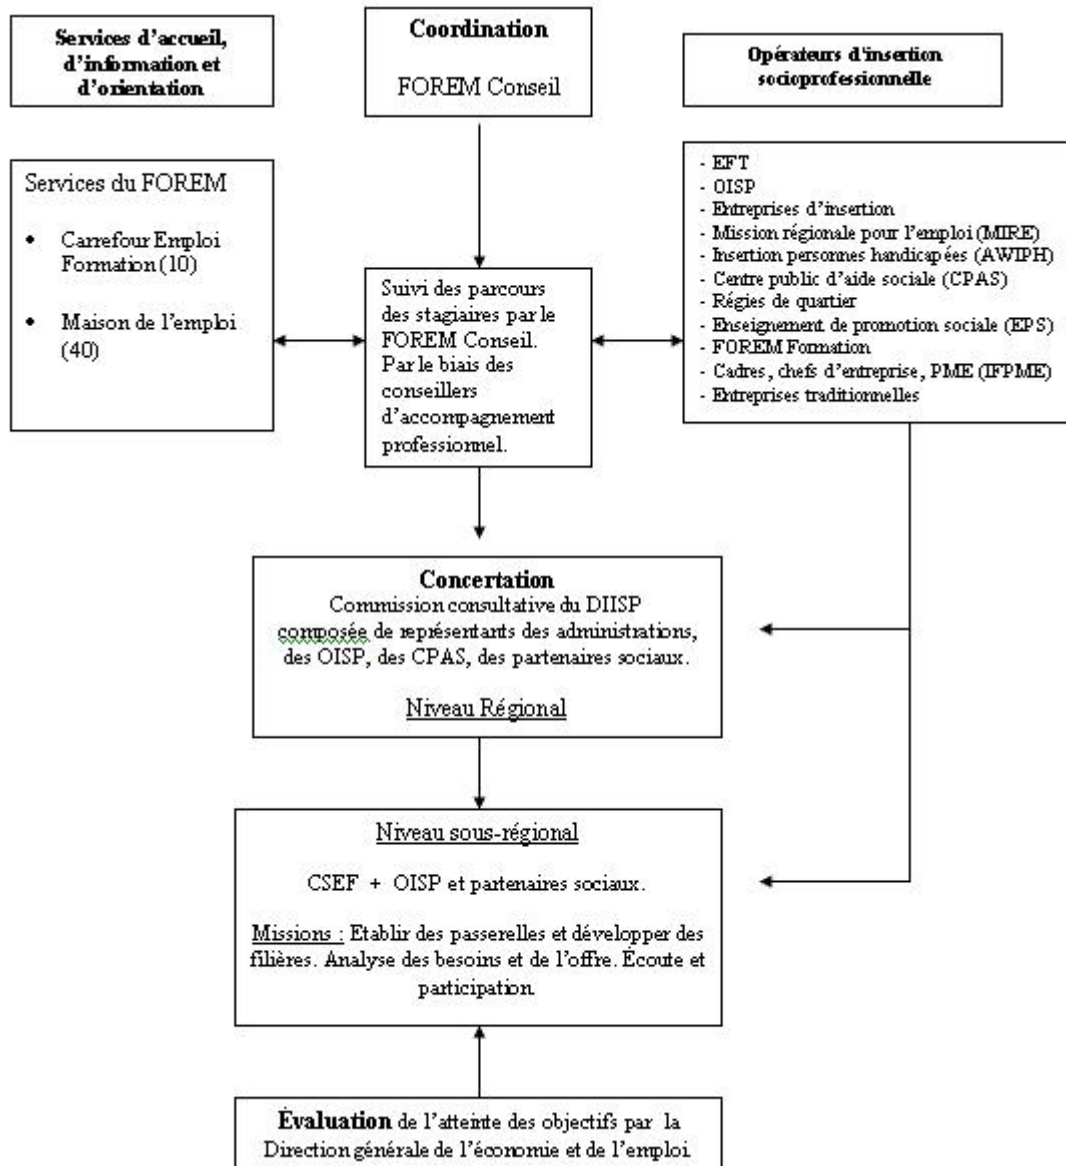 Services d'accueil,
d'information et
d'orientation
Coordination
FOREM Conseil
Opérateurs d'insertion
socioprofessionnelle
Services du FOREM
• Carrefour Emploi
Formation (10)
• Maison de l'emploi
(40)
Suivi des parcours
des stagiaires par le
FOREM Conseil.
Par le biais des
conseillers
d'accompagnement
professionnel.
- EFT
- OISP
- Entreprises d'insertion
- Mission régionale pour l'emploi (MIRE)
- Insertion personnes handicapées (AWIPH)
- Centre public d'aide sociale (CPAS)
- Régies de quartier
- Enseignement de promotion sociale (EPS)
- FOREM Formation
- Cadres, chefs d'entreprise, PME (IFPME)
- Entreprises traditionnelles
Concertation
Commission consultative du DIISP
composée de représentants des administrations,
des OISP, des CPAS, des partenaires sociaux.
Niveau Régional
Niveau sous-régional
CSEF + OISP et partenaires sociaux.
Missions : Etablir des passerelles et développer des
filières. Analyse des besoins et de l'offre. Écoute et
participation.
Évaluation de l'atteinte des objectifs par la
Direction générale de l'économie et de l'emploi